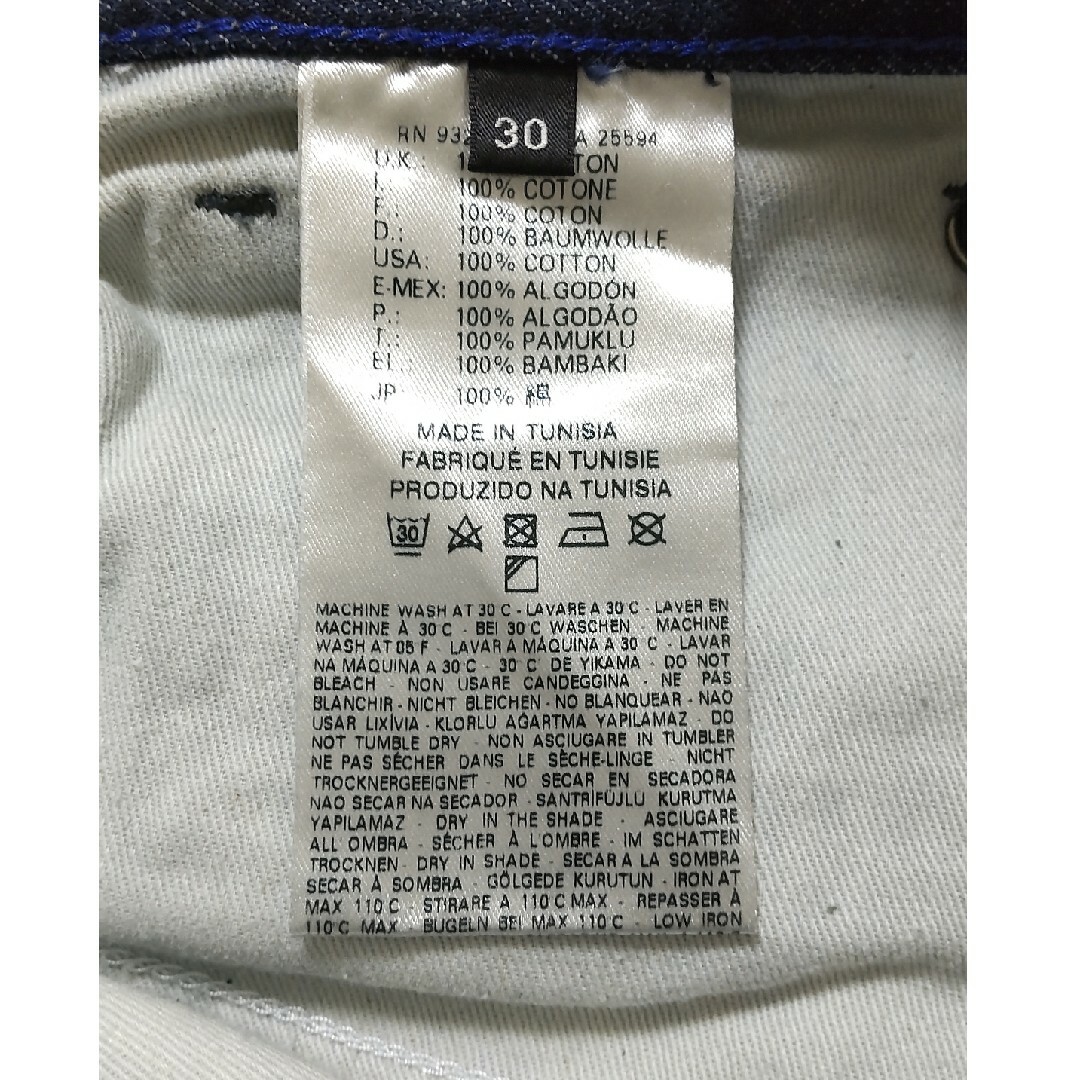 30
RN 932 A 25594
U.K.: 1 TON
I.: 100% COTONE
F.: 100% COTON
D.: 100% BAUMWOLLE
USA: 100% COTTON
E-MEX: 100% ALGODÓN
P.: 100% ALGODÃO
T.: 100% PAMUKLU
EL.: 100% BAMBAKI
JP: 100% 綿
MADE IN TUNISIA
FABRIQUÉ EN TUNISIE
PRODUZIDO NA TUNISIA
30
MACHINE WASH AT 30 C - LAVARE A 30 C - LAVER EN
MACHINE À 30 C - BEI 30 C WASCHEN - MACHINE
WASH AT 05 F - LAVAR A MÁQUINA A 30 C - LAVAR
NA MÁQUINA A 30 C - 30 C DE YIKAMA - DO NOT
BLEACH - NON USARE CANDEGGINA - NE PAS
BLANCHIR - NICHT BLEICHEN - NO BLANQUEAR - NAO
USAR LIXÍVIA - KLORLU AĞARTMA YAPILAMAZ - DO
NOT TUMBLE DRY - NON ASCIUGARE IN TUMBLER
NE PAS SÉCHER DANS LE SÈCHE-LINGE - NICHT
TROCKNERGEEIGNET - NO SECAR EN SECADORA
NAO SECAR NA SECADOR - SANTRİFÜJLU KURUTMA
YAPILAMAZ - DRY IN THE SHADE - ASCIUGARE
ALL OMBRA - SÉCHER À L'OMBRE - IM SCHATTEN
TROCKNEN - DRY IN SHADE - SECAR A LA SOMBRA
SECAR À SOMBRA - GÖLGEDE KURUTUN - IRON AT
MAX 110 C - STIRARE A 110 C MAX - REPASSER À
110 C MAX BUGELN BEI MAX 110 C - LOW IRON